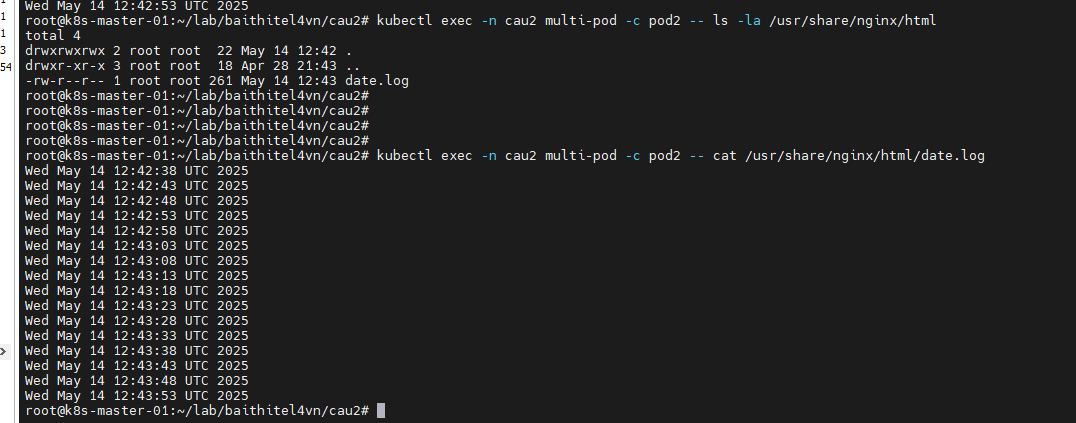 Wed May 14 12:42:53 UTC 2025
root@k8s-master-01:~/lab/baithitel4vn/cau2# kubectl exec -n cau2 multi-pod -c pod2 -- ls -la /usr/share/nginx/html
total 4
drwxrwxrwx 2 root root  22 May 14 12:42 .
drwxr-xr-x 3 root root  18 Apr 28 21:43 ..
-rw-r--r-- 1 root root 261 May 14 12:43 date.log
root@k8s-master-01:~/lab/baithitel4vn/cau2#
root@k8s-master-01:~/lab/baithitel4vn/cau2#
root@k8s-master-01:~/lab/baithitel4vn/cau2#
root@k8s-master-01:~/lab/baithitel4vn/cau2#
root@k8s-master-01:~/lab/baithitel4vn/cau2# kubectl exec -n cau2 multi-pod -c pod2 -- cat /usr/share/nginx/html/date.log
Wed May 14 12:42:38 UTC 2025
Wed May 14 12:42:43 UTC 2025
Wed May 14 12:42:48 UTC 2025
Wed May 14 12:42:53 UTC 2025
Wed May 14 12:42:58 UTC 2025
Wed May 14 12:43:03 UTC 2025
Wed May 14 12:43:08 UTC 2025
Wed May 14 12:43:13 UTC 2025
Wed May 14 12:43:18 UTC 2025
Wed May 14 12:43:23 UTC 2025
Wed May 14 12:43:28 UTC 2025
Wed May 14 12:43:33 UTC 2025
Wed May 14 12:43:38 UTC 2025
Wed May 14 12:43:43 UTC 2025
Wed May 14 12:43:48 UTC 2025
Wed May 14 12:43:53 UTC 2025
root@k8s-master-01:~/lab/baithitel4vn/cau2#
1
1
3
54